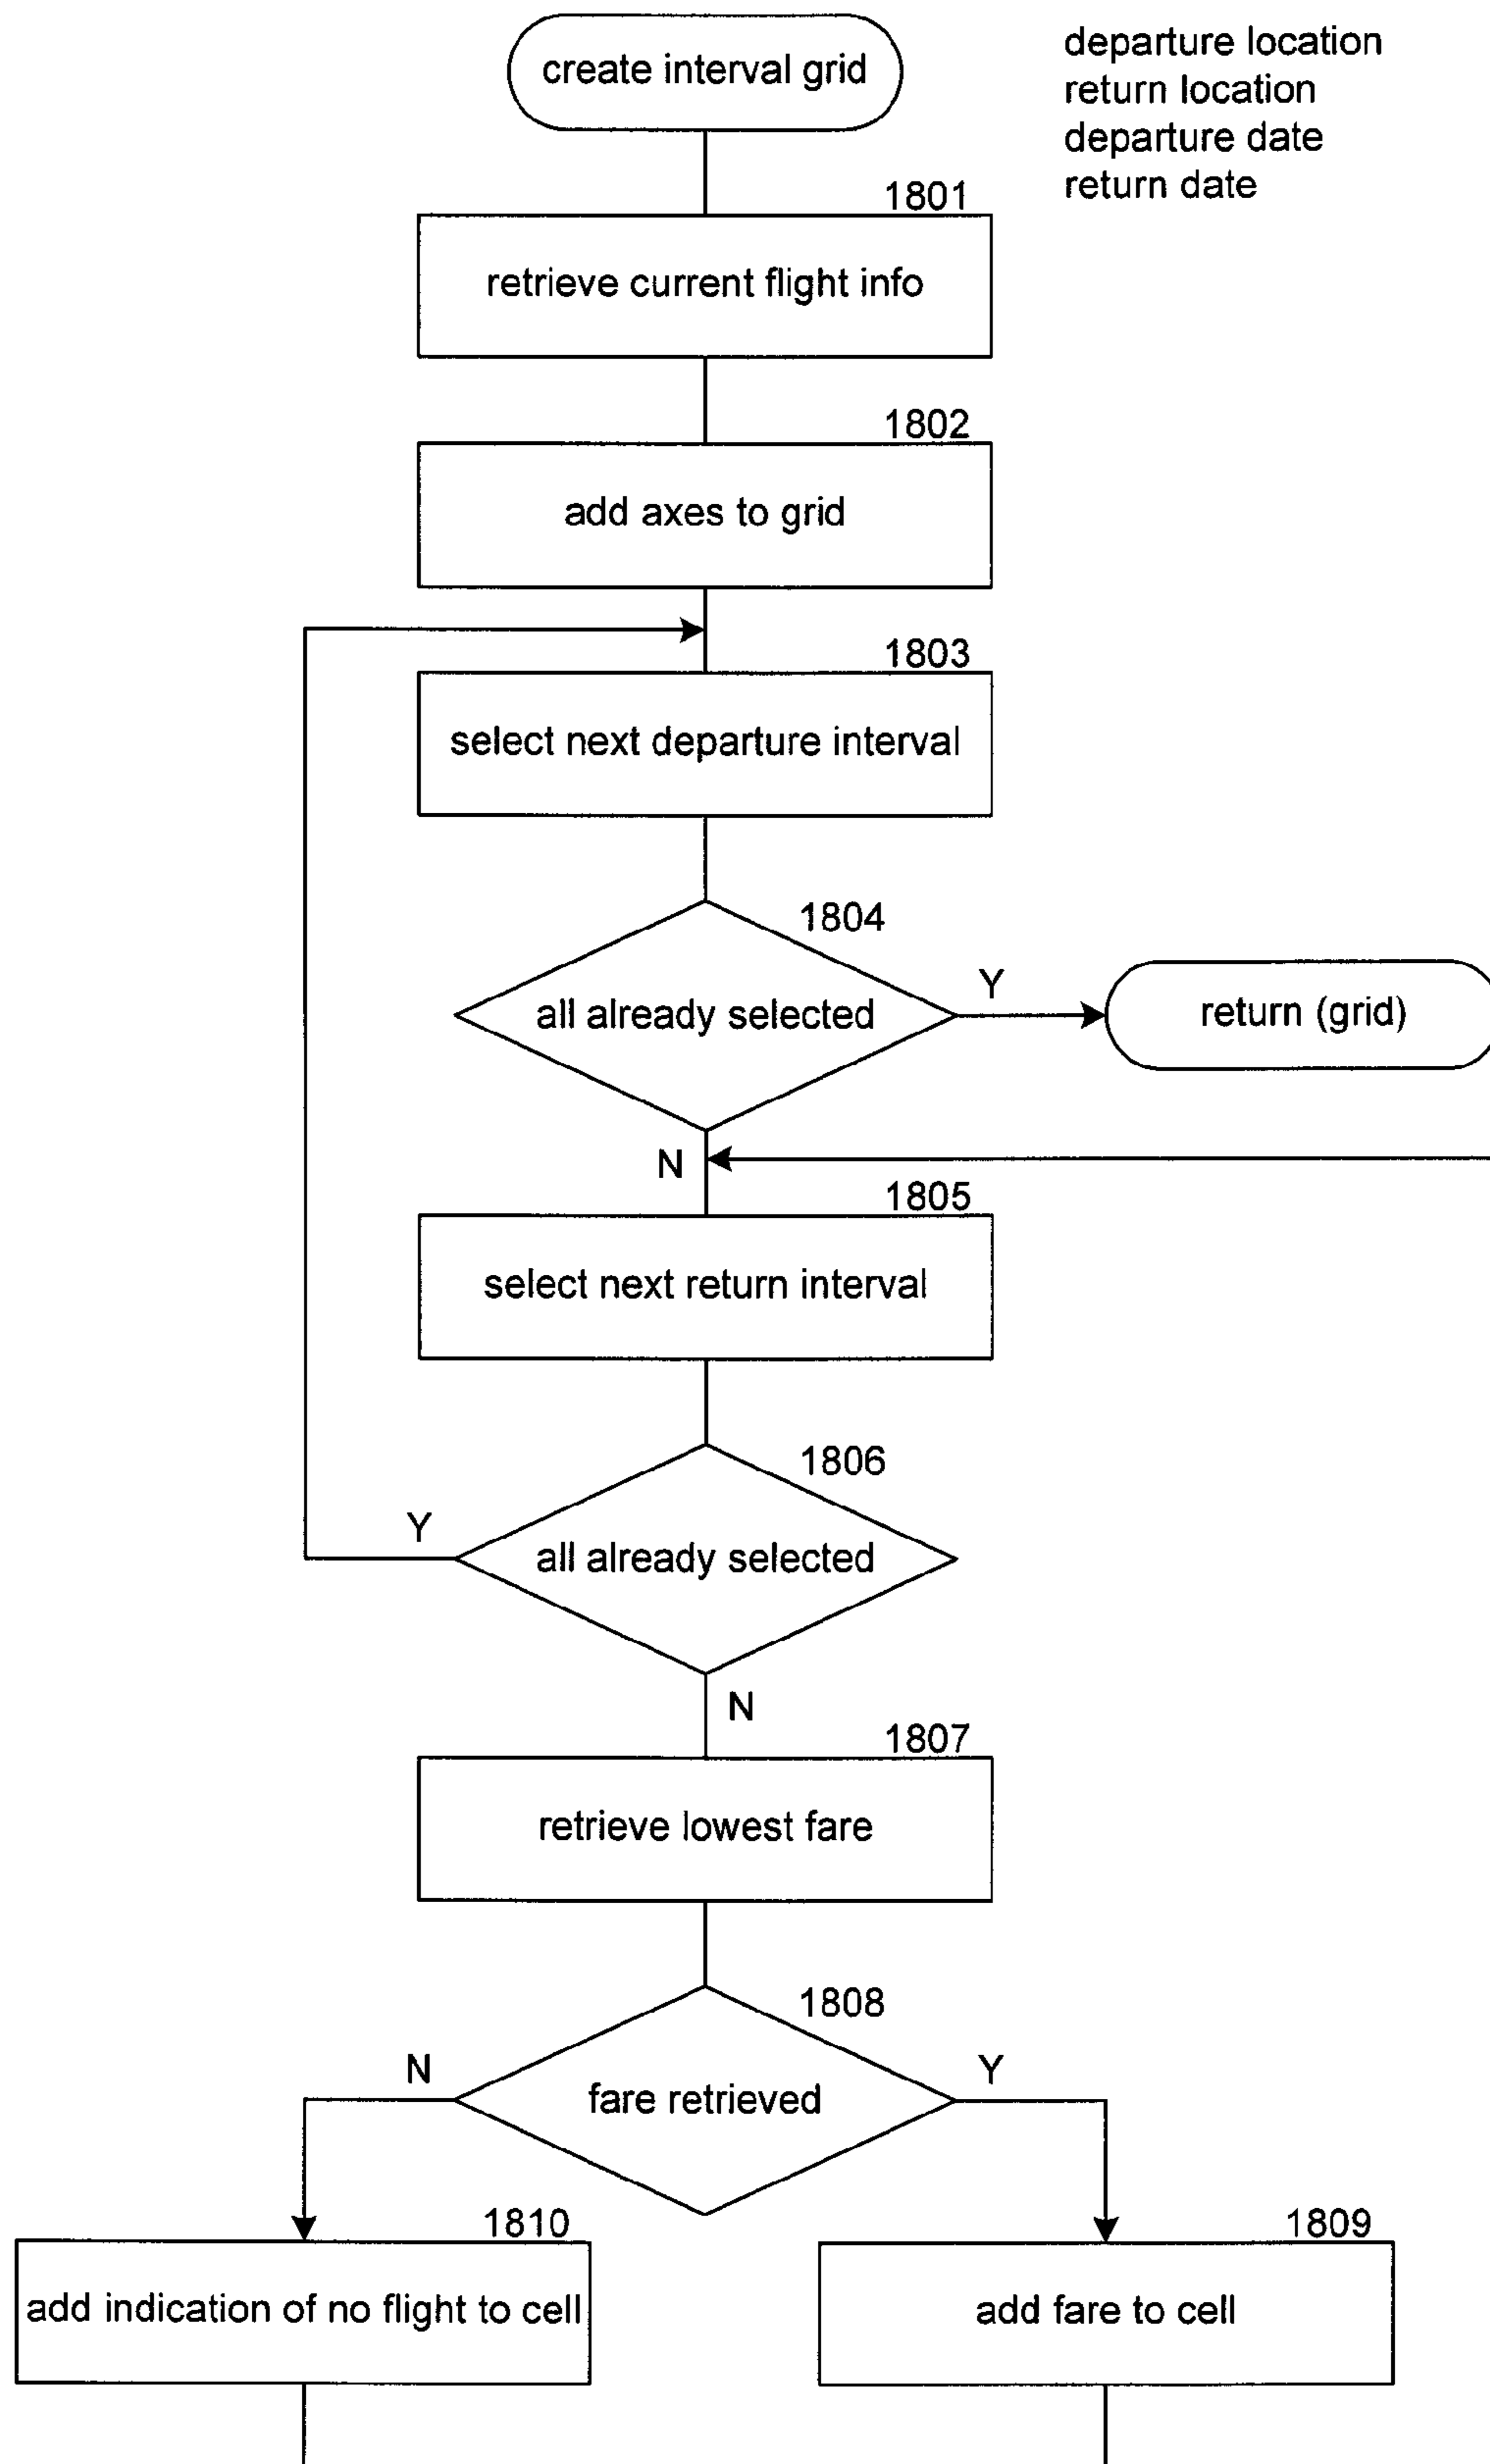 create interval grid
departure location
return location
departure date
return date
1801
retrieve current flight info
1802
add axes to grid
1803
select next departure interval
1804
all already selected
Y
return (grid)
N
1805
select next return interval
1806
all already selected
Y
N
1807
retrieve lowest fare
1808
fare retrieved
N
Y
1810
add indication of no flight to cell
1809
add fare to cell